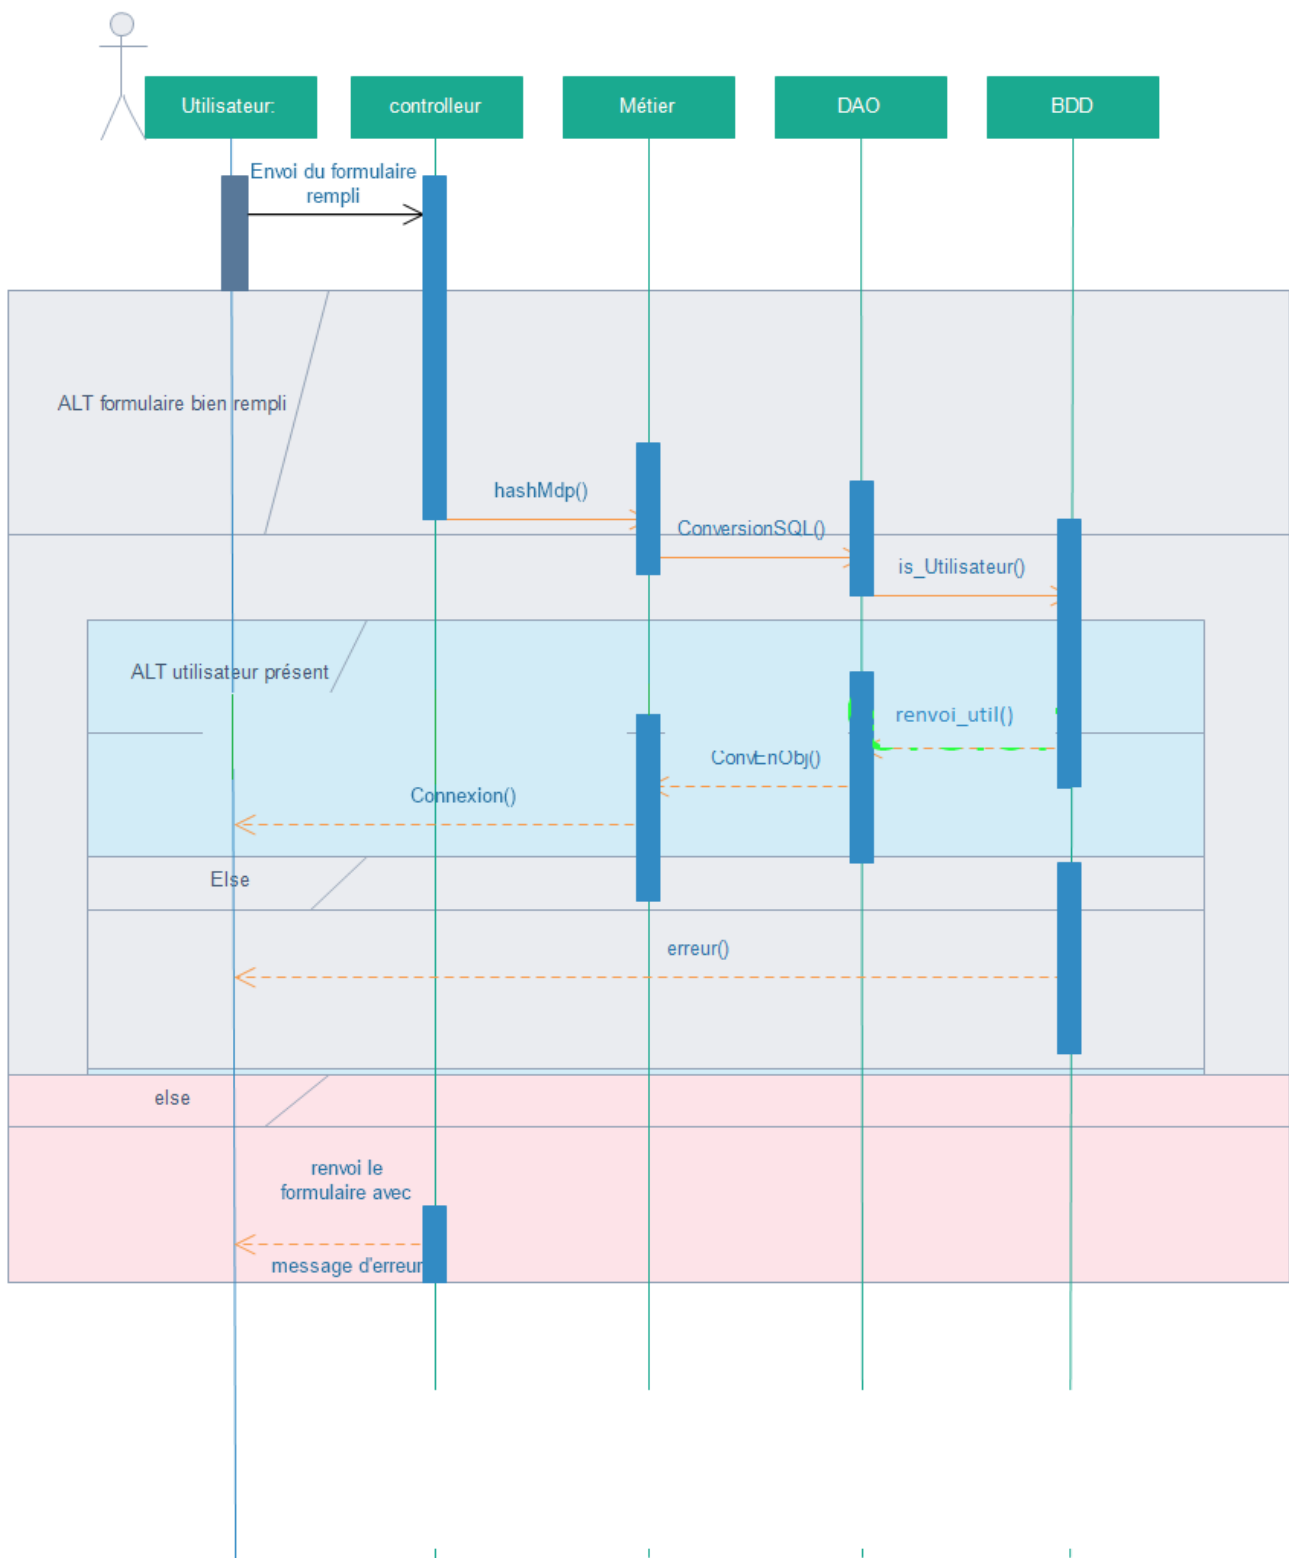 Utilisateur:
controlleur
Métier
DAO
BDD
Envoi du formulaire
rempli
ALT formulaire bien rempli
hashMdp()
ConversionSQL()
is_Utilisateur()
ALT utilisateur présent
renvoi_util()
ConvEnObj()
Connexion()
Else
erreur()
else
renvoi le
formulaire avec
message d'erreur